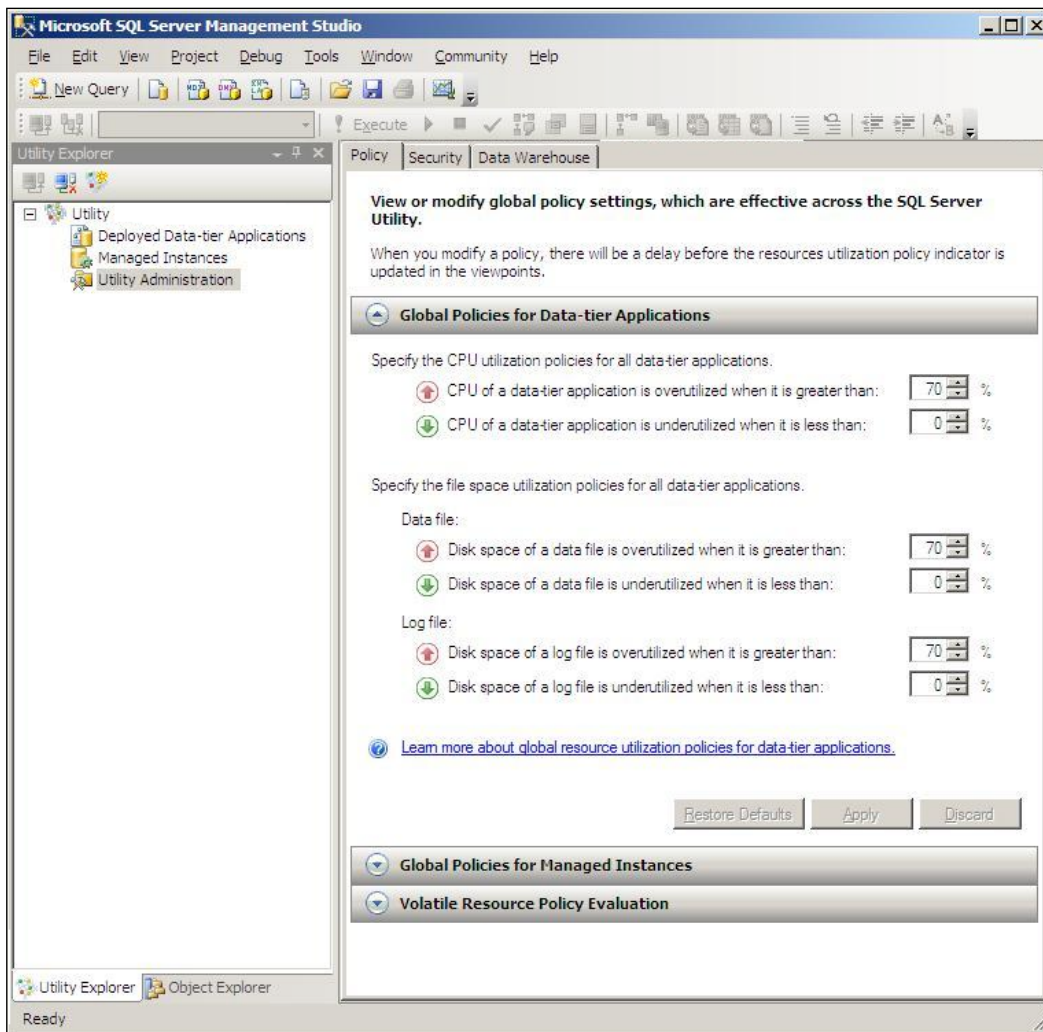 Microsoft SQL Server Management Studio
File Edit View Project Debug Tools Window Community Help
New Query
Execute
Utility Explorer
Utility
Deployed Data-tier Applications
Managed Instances
Utility Administration
Utility Explorer Object Explorer
Policy Security Data Warehouse
View or modify global policy settings, which are effective across the SQL Server
Utility.
When you modify a policy, there will be a delay before the resources utilization policy indicator is
updated in the viewpoints.
Global Policies for Data-tier Applications
Specify the CPU utilization policies for all data-tier applications.
CPU of a data-tier application is overutilized when it is greater than: 70 %
CPU of a data-tier application is underutilized when it is less than: 0 %
Specify the file space utilization policies for all data-tier applications.
Data file:
Disk space of a data file is overutilized when it is greater than: 70 %
Disk space of a data file is underutilized when it is less than: 0 %
Log file:
Disk space of a log file is overutilized when it is greater than: 70 %
Disk space of a log file is underutilized when it is less than: 0 %
Learn more about global resource utilization policies for data-tier applications.
Restore Defaults Apply Discard
Global Policies for Managed Instances
Volatile Resource Policy Evaluation
Ready